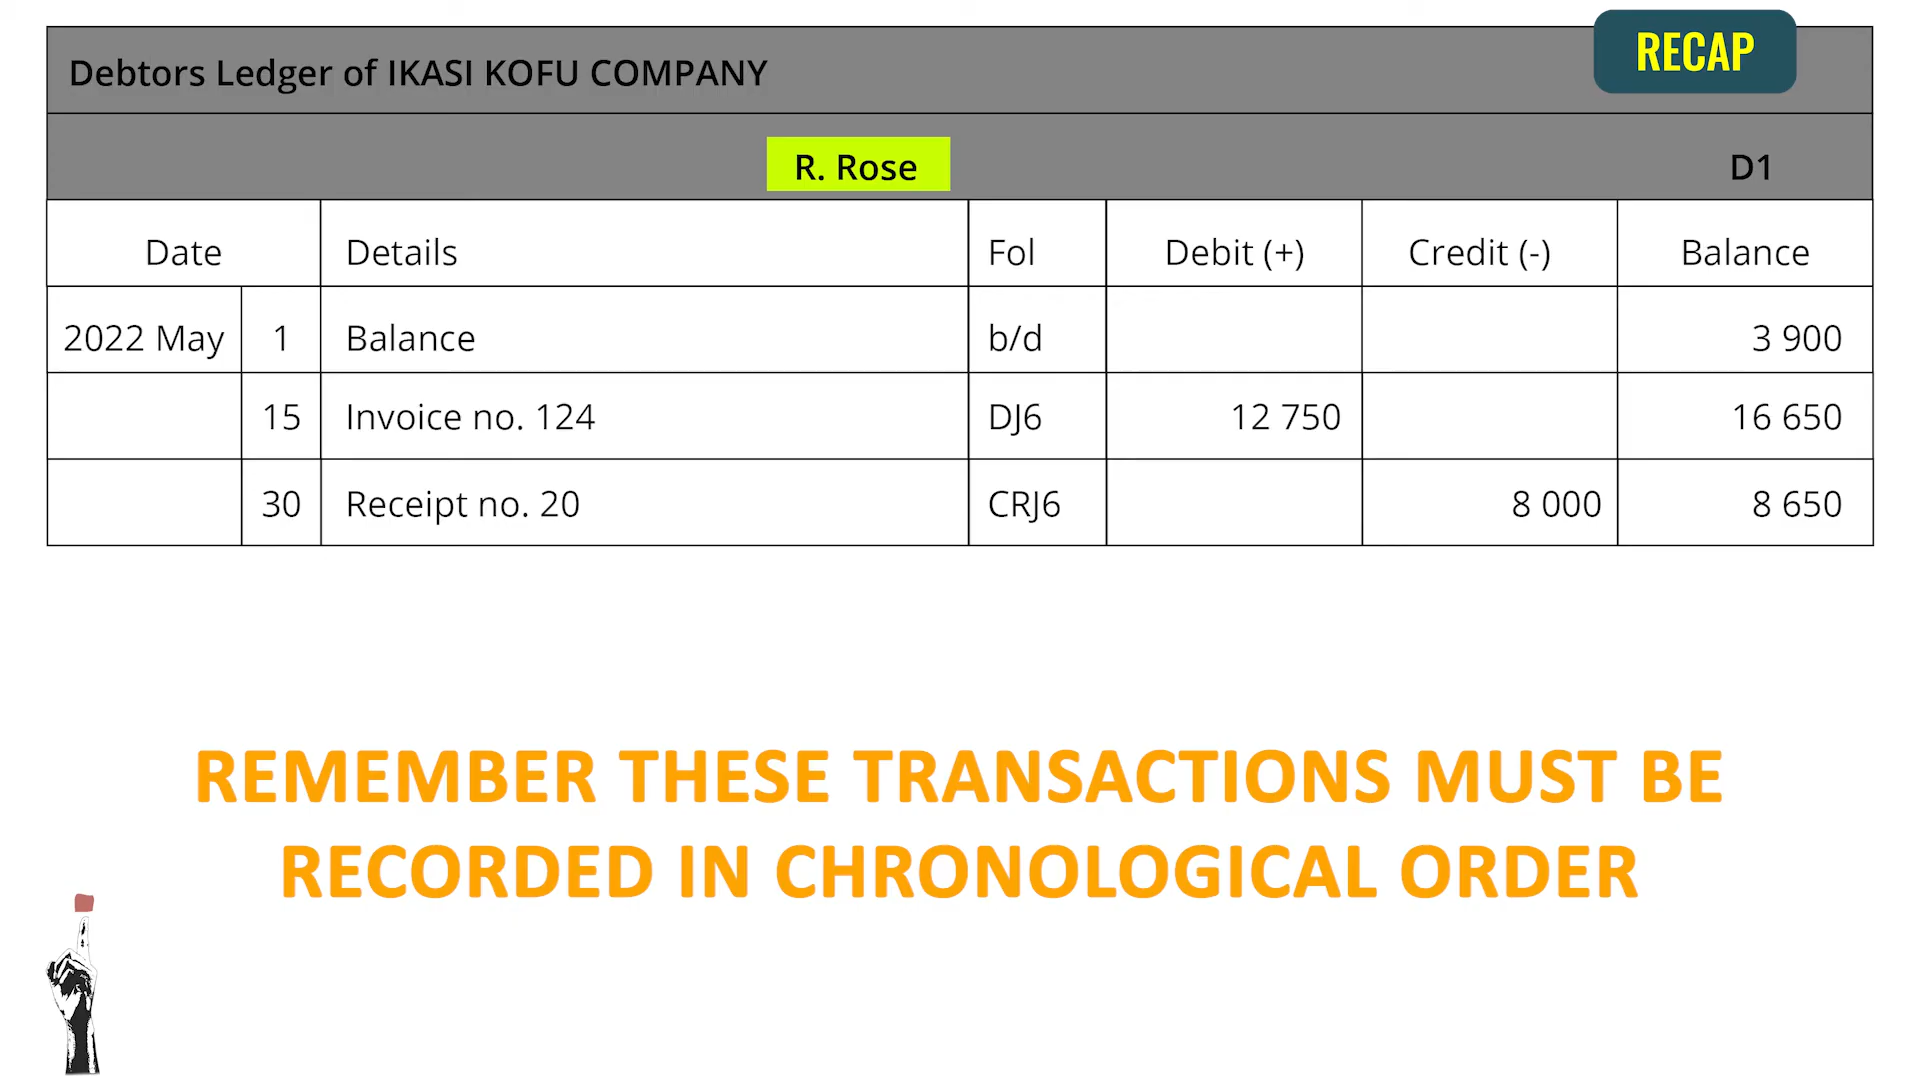 RECAP
Debtors Ledger of IKASI KOFU COMPANY
R. Rose D1
Date Details Fol Debit (+) Credit (-) Balance
2022 May 1 Balance b/d 3 900
15 Invoice no. 124 DJ6 12 750 16 650
30 Receipt no. 20 CRJ6 8 000 8 650
REMEMBER THESE TRANSACTIONS MUST BE
RECORDED IN CHRONOLOGICAL ORDER